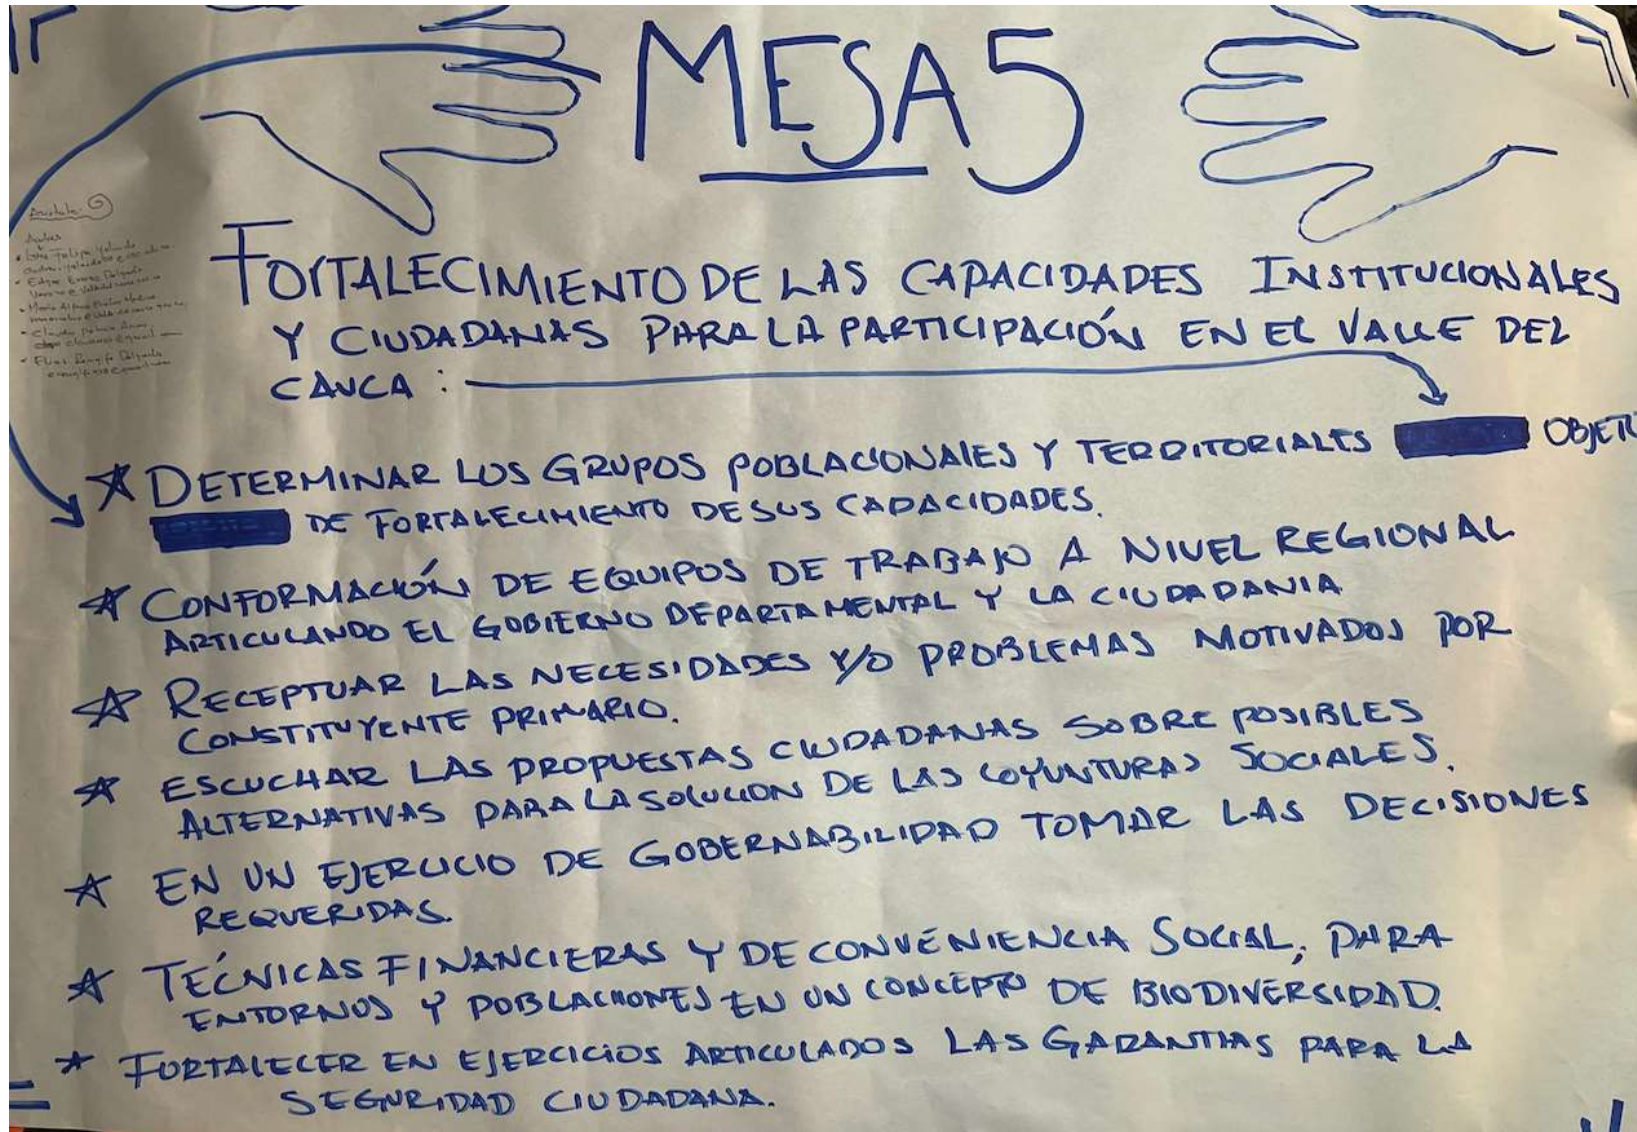 MESA 5
FORTALECIMIENTO DE LAS CAPACIDADES INSTITUCIONALES
Y CIUDADANAS PARA LA PARTICIPACIÓN EN EL VALLE DEL
CAUCA :
DETERMINAR LOS GRUPOS POBLACIONALES Y TERRITORIALES OBJETO
DE FORTALECIMIENTO DE SUS CAPACIDADES.
CONFORMACIÓN DE EQUIPOS DE TRABAJO A NIVEL REGIONAL
ARTICULANDO EL GOBIERNO DEPARTAMENTAL Y LA CIUDADANIA.
RECEPTUAR LAS NECESIDADES Y/O PROBLEMAS MOTIVADOS POR
CONSTITUYENTE PRIMARIO.
ESCUCHAR LAS PROPUESTAS CIUDADANAS SOBRE POSIBLES
ALTERNATIVAS PARA LA SOLUCION DE LAS COYUNTURAS SOCIALES.
EN UN EJERCICIO DE GOBERNABILIDAD TOMAR LAS DECISIONES
REQUERIDAS.
TECNICAS FINANCIERAS Y DE CONVENIENCIA SOCIAL, PARA
ENTORNOS Y POBLACIONES EN UN CONCEPTO DE BIODIVERSIDAD.
FORTALECER EN EJERCICIOS ARTICULADOS LAS GARANTIAS PARA LA
SEGURIDAD CIUDADANA.